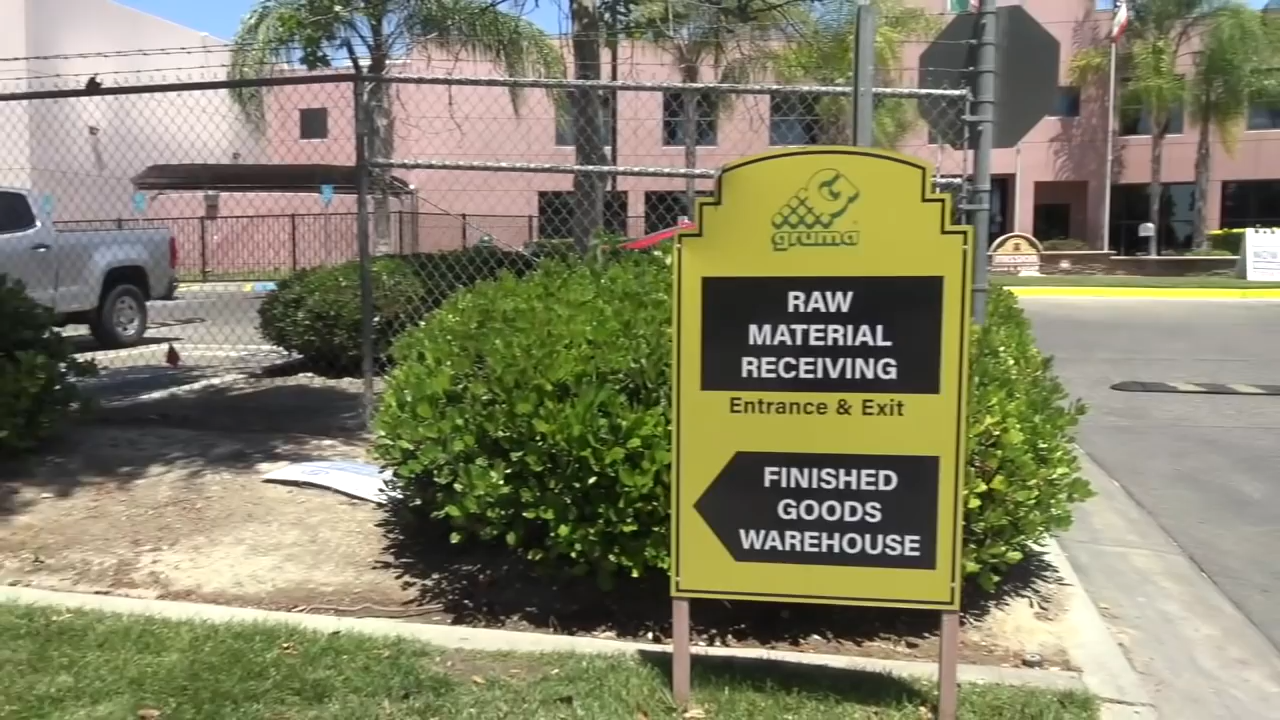 gruma
RAW
MATERIAL
RECEIVING
Entrance & Exit
FINISHED
GOODS
WAREHOUSE